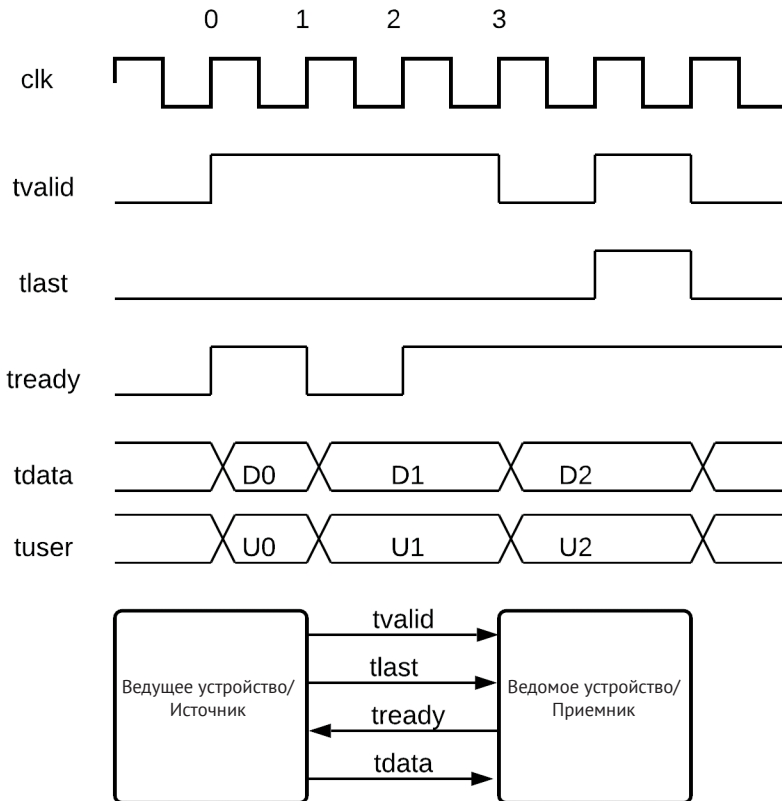 0 1 2 3
clk
tvalid
tlast
tready
tdata D0 D1 D2
tuser U0 U1 U2
tvalid
tlast
Ведущее устройство/
Источник
Ведомое устройство/
Приемник
tready
tdata